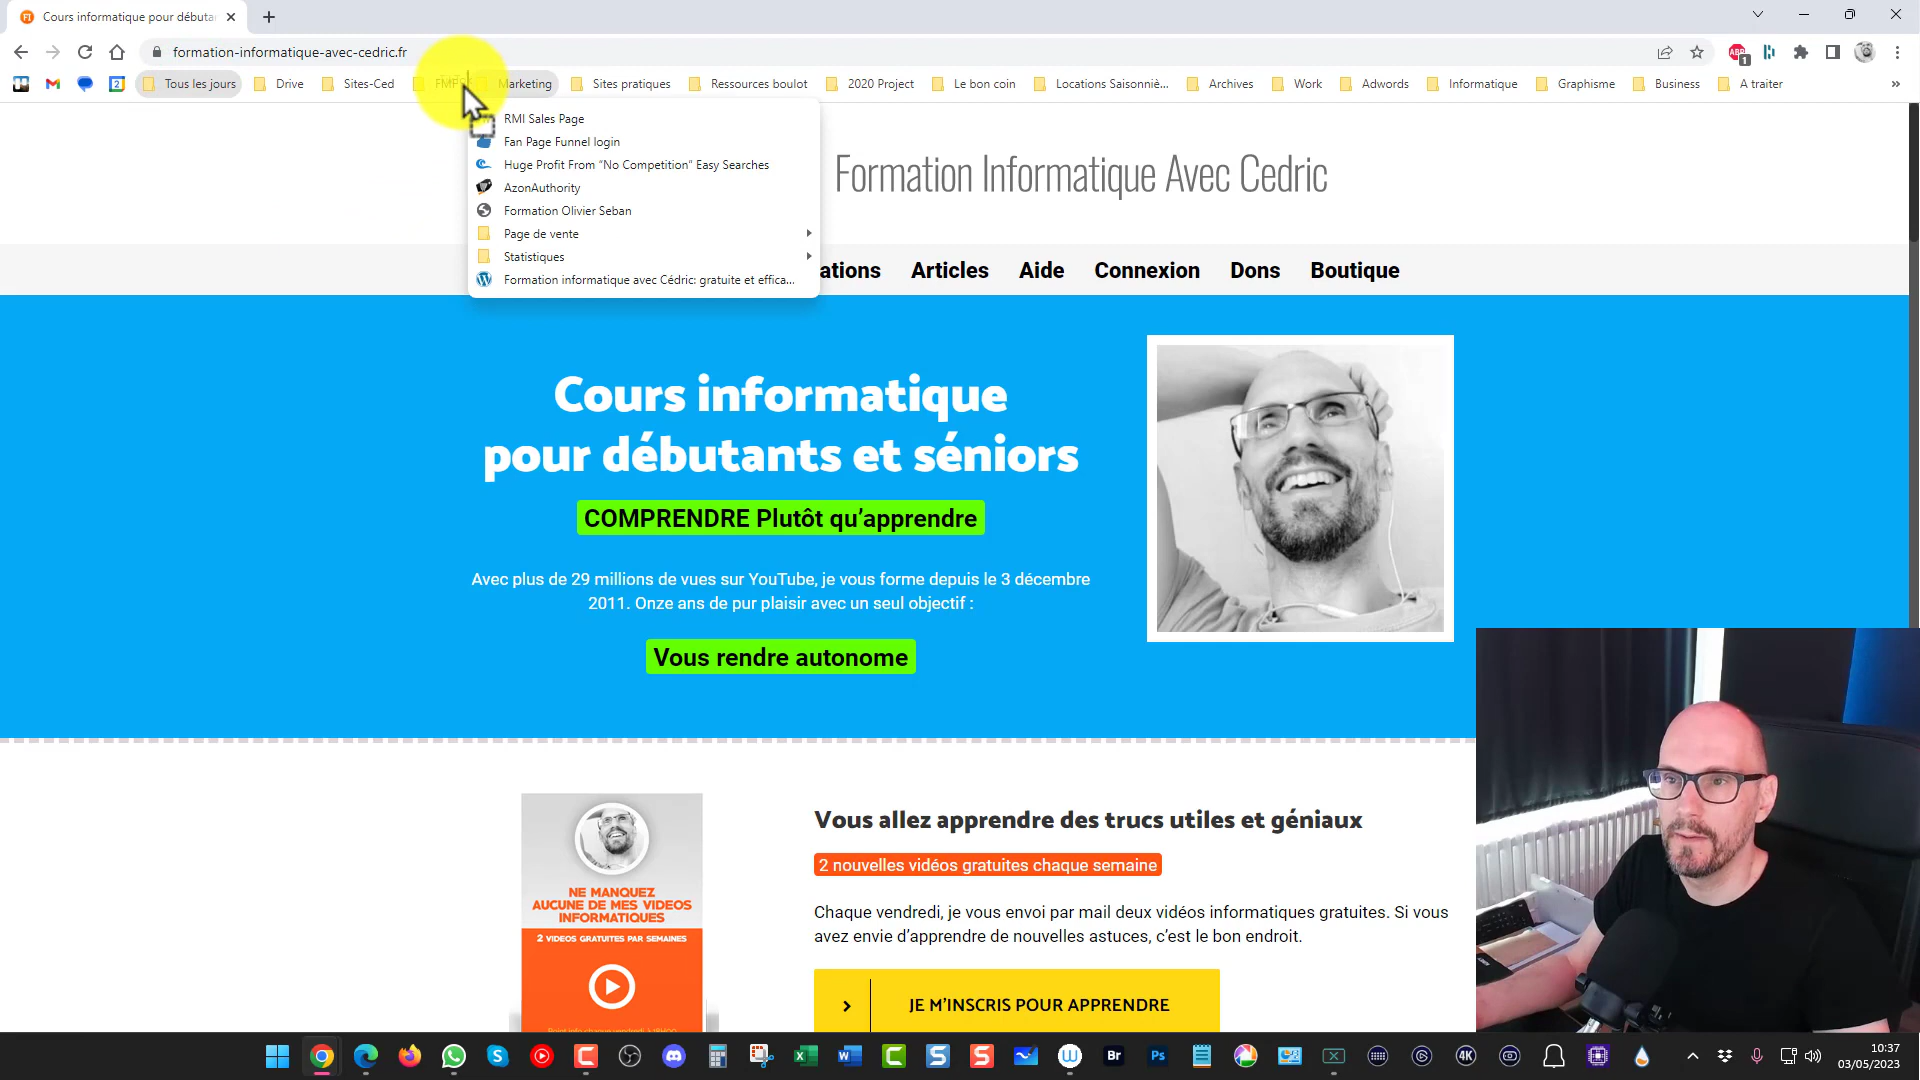 Cours informatique pour débuta
formation-informatique-avec-cedric.fr
ABP
1
2
Tous les jours
Drive
Sites-Ced
Marketing
Sites pratiques
Ressources boulot
2020 Project
Le bon coin
Locations Saisonniè...
Archives
Work
Adwords
Informatique
Graphisme
Business
A traiter
»
RMI Sales Page
Fan Page Funnel login
Huge Profit From “No Competition” Easy Searches
AzonAuthority
Formation Olivier Seban
Page de vente
Statistiques
Formation informatique avec Cédric: gratuite et effica...
Formation Informatique Avec Cedric
ations
Articles
Aide
Connexion
Dons
Boutique
Cours informatique
pour débutants et séniors
COMPRENDRE Plutôt qu’apprendre
Avec plus de 29 millions de vues sur YouTube, je vous forme depuis le 3 décembre
2011. Onze ans de pur plaisir avec un seul objectif :
Vous rendre autonome
NE MANQUEZ
AUCUNE DE MES VIDEOS
INFORMATIQUES
2 VIDEOS GRATUITES PAR SEMAINES
Vous allez apprendre des trucs utiles et géniaux
2 nouvelles vidéos gratuites chaque semaine
Chaque vendredi, je vous envoi par mail deux vidéos informatiques gratuites. Si vous
avez envie d’apprendre de nouvelles astuces, c’est le bon endroit.
JE M’INSCRIS POUR APPRENDRE
Br
Ps
4K
10:37
03/05/2023